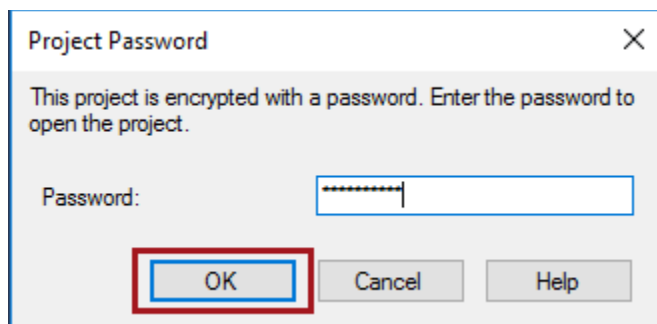 Project Password
This project is encrypted with a password. Enter the password to
open the project.
Password: **********
OK Cancel Help